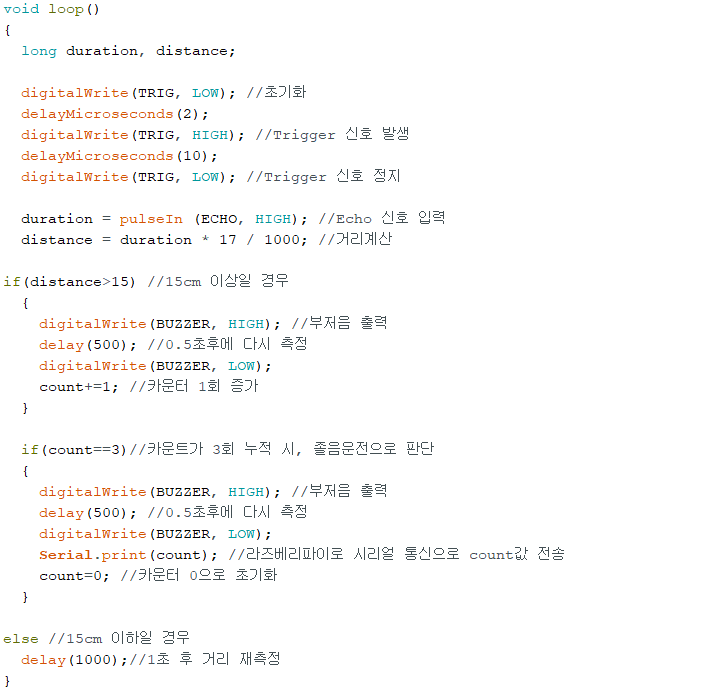 void loop()
{
  long duration, distance;

  digitalWrite(TRIG, LOW); //초기화
  delayMicroseconds(2);
  digitalWrite(TRIG, HIGH); //Trigger 신호 발생
  delayMicroseconds(10);
  digitalWrite(TRIG, LOW); //Trigger 신호 정지

  duration = pulseIn (ECHO, HIGH); //Echo 신호 입력
  distance = duration * 17 / 1000; //거리계산

if(distance>15) //15cm 이상일 경우
  {
    digitalWrite(BUZZER, HIGH); //부저음 출력
    delay(500); //0.5초후에 다시 측정
    digitalWrite(BUZZER, LOW);
    count+=1; //카운터 1회 증가
  }

  if(count==3)//카운트가 3회 누적 시, 졸음운전으로 판단
  {
    digitalWrite(BUZZER, HIGH); //부저음 출력
    delay(500); //0.5초후에 다시 측정
    digitalWrite(BUZZER, LOW);
    Serial.print(count); //라즈베리파이로 시리얼 통신으로 count값 전송
    count=0; //카운터 0으로 초기화
  }

else //15cm 이하일 경우
  delay(1000);//1초 후 거리 재측정
}